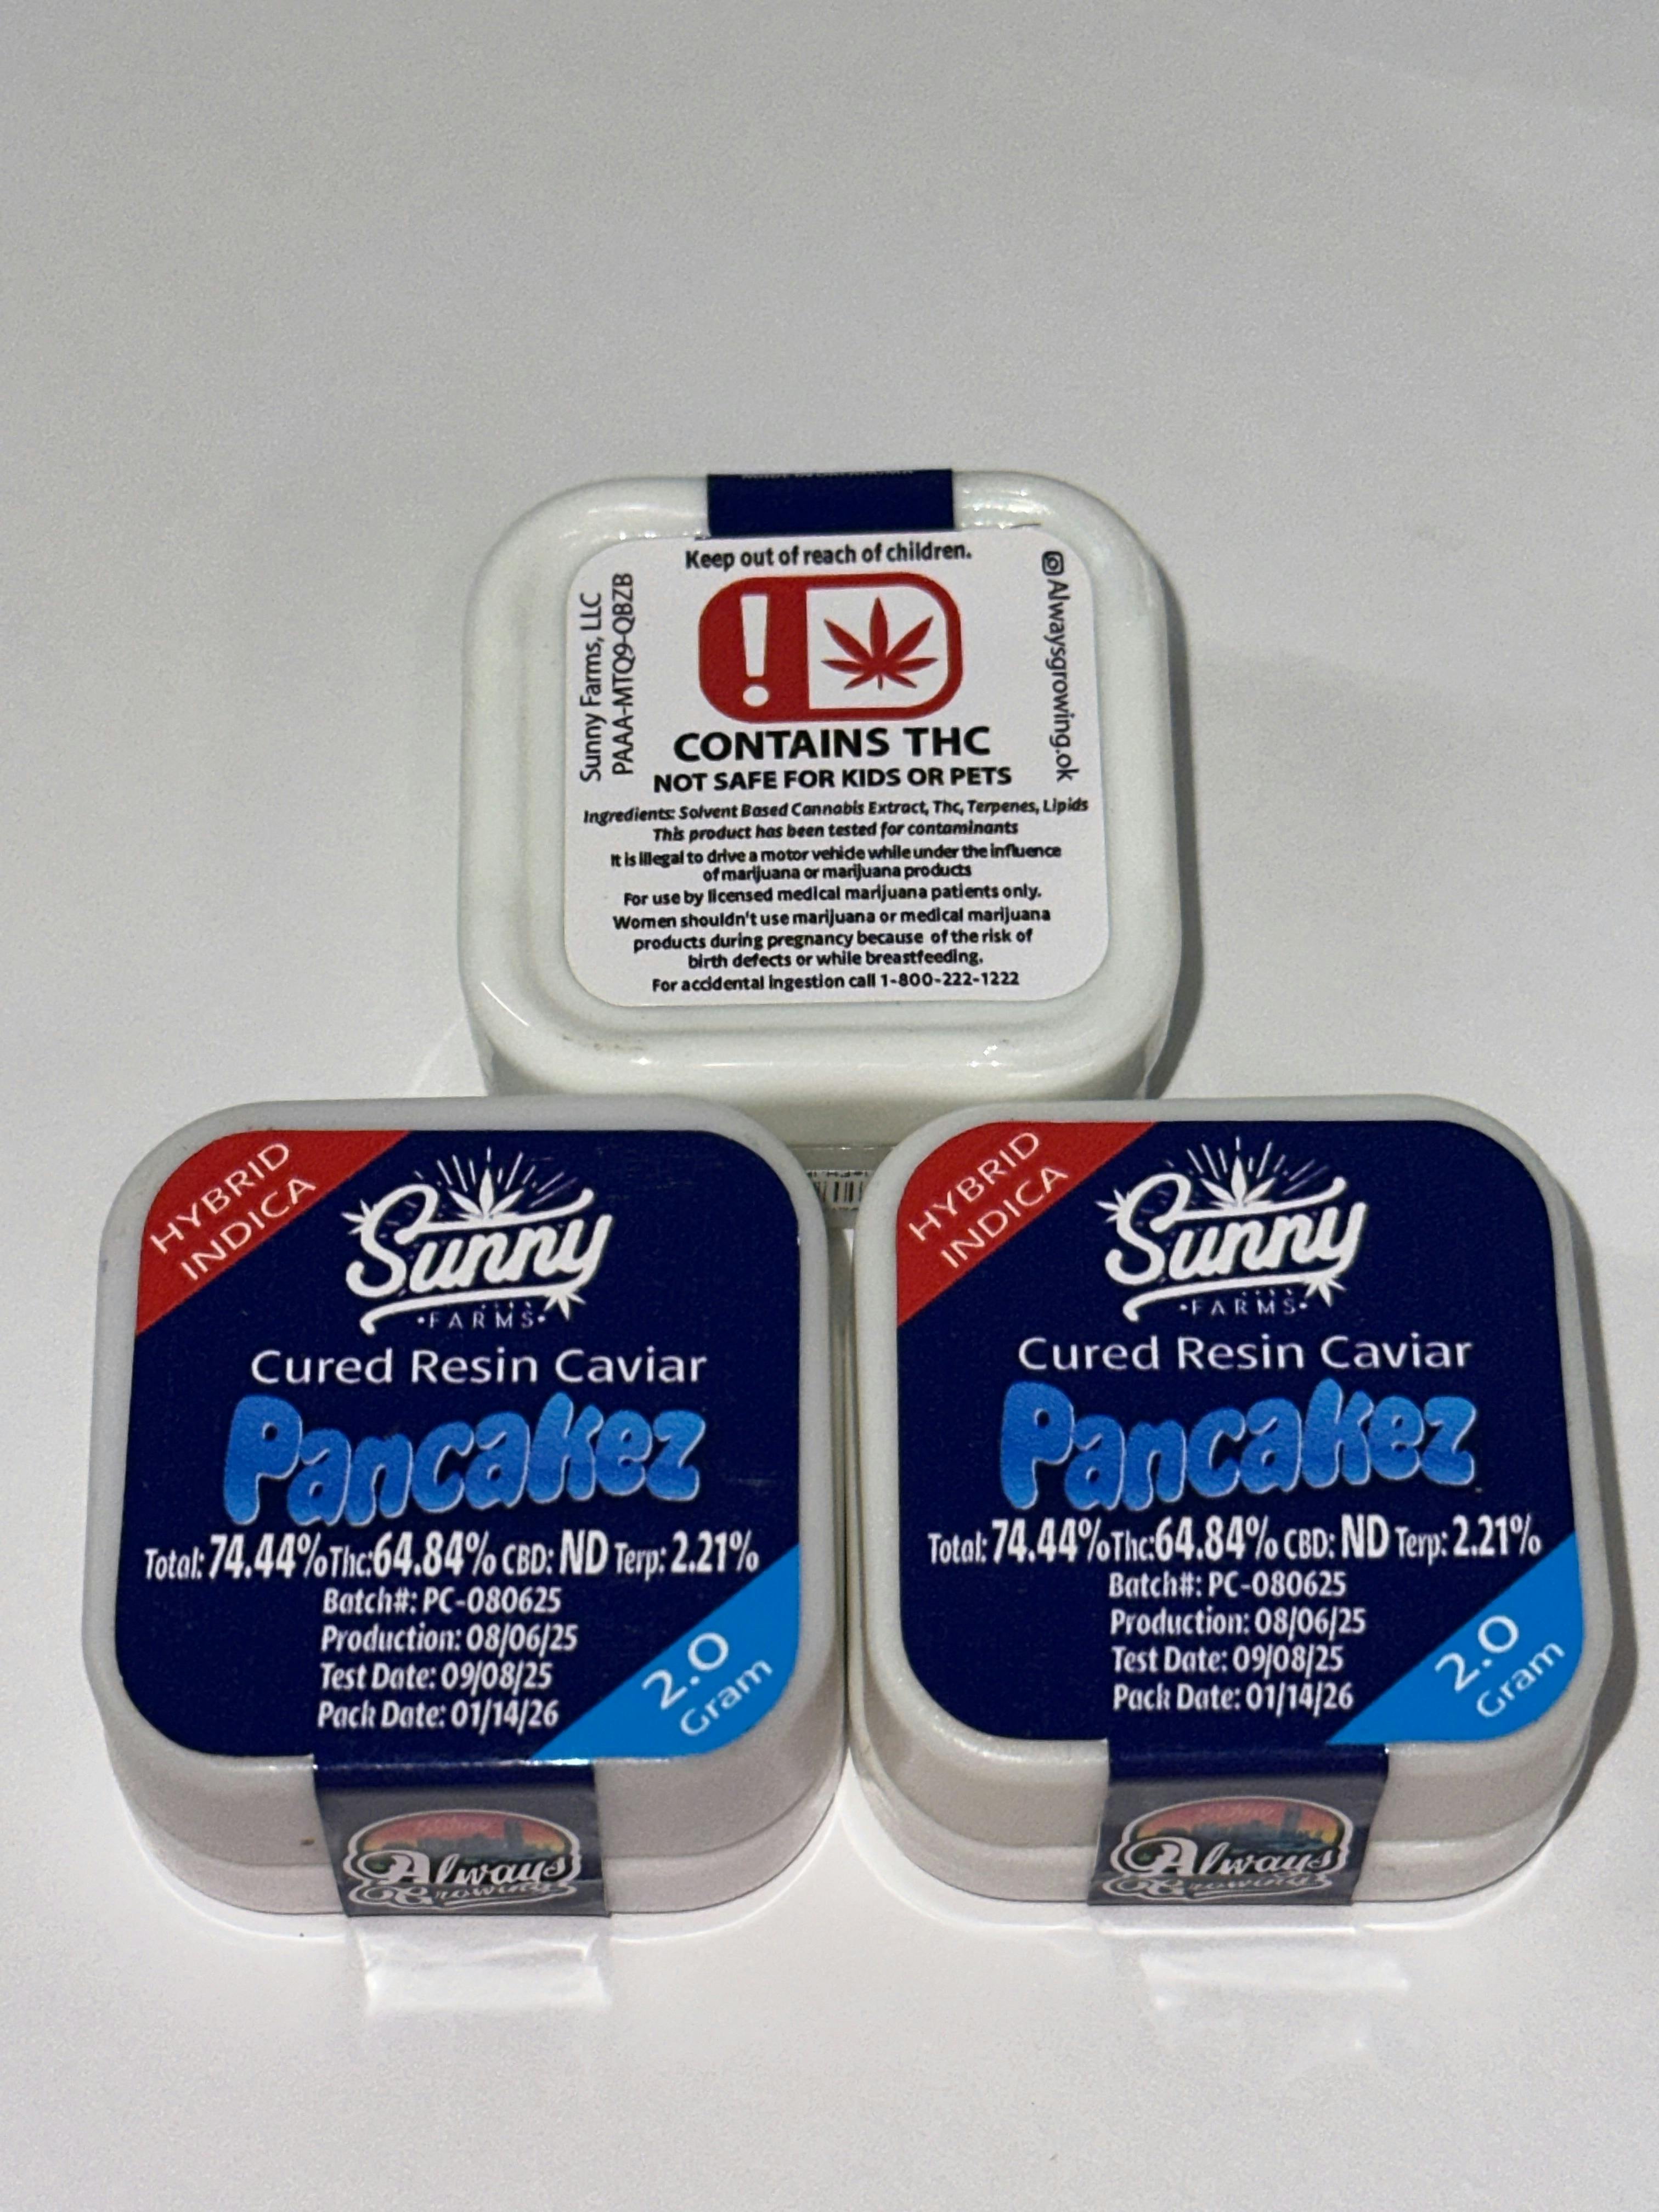 Keep out of reach of children.
Sunny Farms, LLC
PAAA-MTQ9-QBZB
@Alwaysgrowing.ok
CONTAINS THC
NOT SAFE FOR KIDS OR PETS
Ingredients: Solvent Based Cannabis Extract, Thc, Terpenes, Lipids
This product has been tested for contaminants
It is illegal to drive a motor vehicle while under the influence
of marijuana or marijuana products
For use by licensed medical marijuana patients only.
Women shouldn't use marijuana or medical marijuana
products during pregnancy because of the risk of
birth defects or while breastfeeding.
For accidental ingestion call 1-800-222-1222
HYBRID
INDICA
Sunny
•FARMS•
Cured Resin Caviar
Pancakez
Total: 74.44% Thc: 64.84% CBD: ND Terp: 2.21%
Batch#: PC-080625
Production: 08/06/25
Test Date: 09/08/25
Pack Date: 01/14/26
2.0
Gram
Always
Growing
HYBRID
INDICA
Sunny
•FARMS•
Cured Resin Caviar
Pancakez
Total: 74.44% Thc: 64.84% CBD: ND Terp: 2.21%
Batch#: PC-080625
Production: 08/06/25
Test Date: 09/08/25
Pack Date: 01/14/26
2.0
Gram
Always
Growing